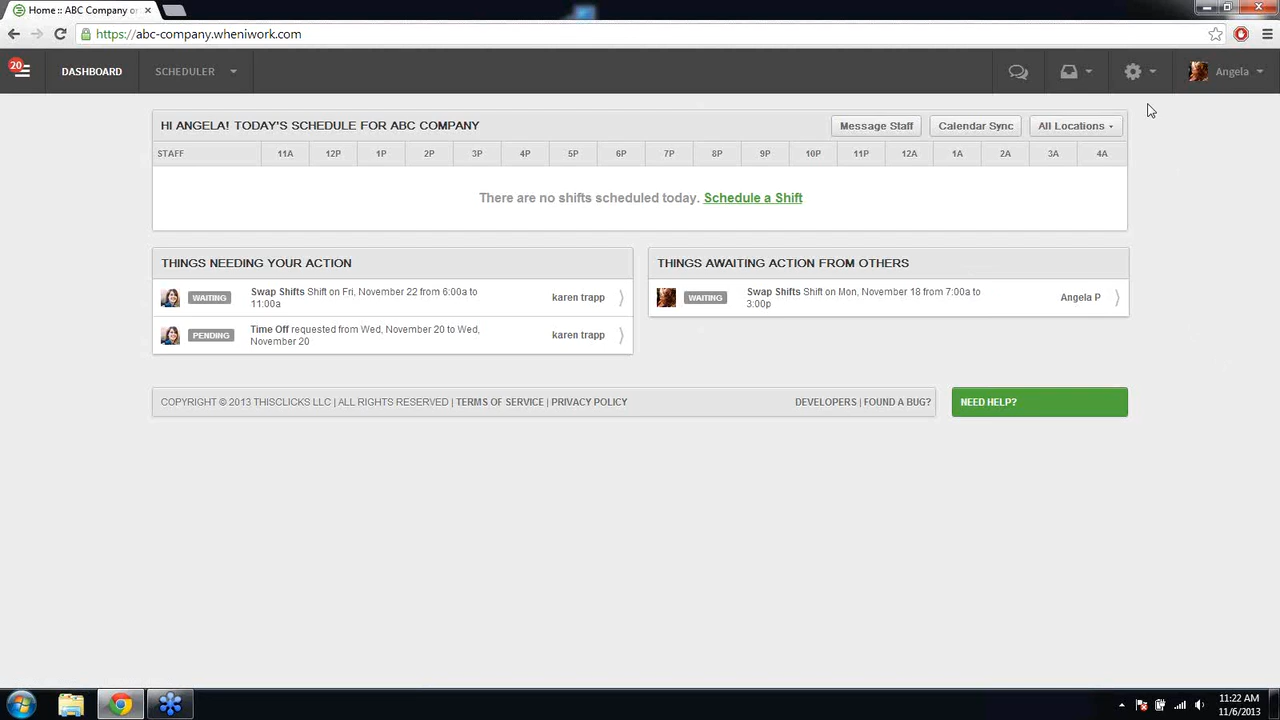 Home :: ABC Company or
https://abc-company.wheniwork.com
20
DASHBOARD
SCHEDULER
Angela
HI ANGELA! TODAY'S SCHEDULE FOR ABC COMPANY
Message Staff
Calendar Sync
All Locations
STAFF 11A 12P 1P 2P 3P 4P 5P 6P 7P 8P 9P 10P 11P 12A 1A 2A 3A 4A
There are no shifts scheduled today. Schedule a Shift
THINGS NEEDING YOUR ACTION
WAITING
Swap Shifts Shift on Fri, November 22 from 6:00a to
11:00a
karen trapp
PENDING
Time Off requested from Wed, November 20 to Wed,
November 20
karen trapp
THINGS AWAITING ACTION FROM OTHERS
WAITING
Swap Shifts Shift on Mon, November 18 from 7:00a to
3:00p
Angela P
COPYRIGHT © 2013 THISCLICKS LLC | ALL RIGHTS RESERVED | TERMS OF SERVICE | PRIVACY POLICY
DEVELOPERS | FOUND A BUG?
NEED HELP?
11:22 AM
11/6/2013